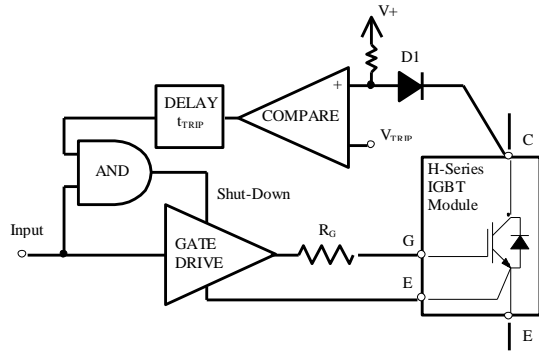 V+
D1
+
DELAY
tTRIP
COMPARE
VTRIP
C
H-Series
IGBT
Module
AND
Shut-Down
Input
GATE
DRIVE
RG
G
E
E